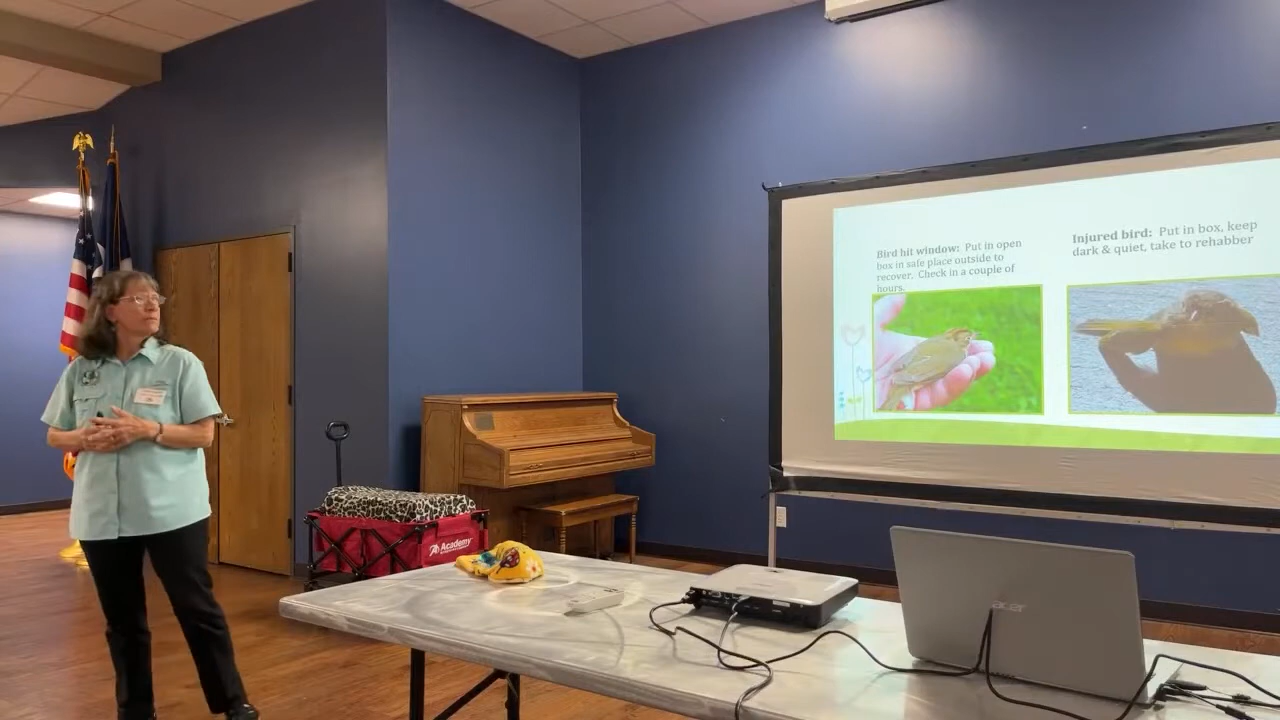 Bird hit window: Put in open
box in safe place outside to
recover. Check in a couple of
hours.
Injured bird: Put in box, keep
dark & quiet, take to rehabber
Academy
acer